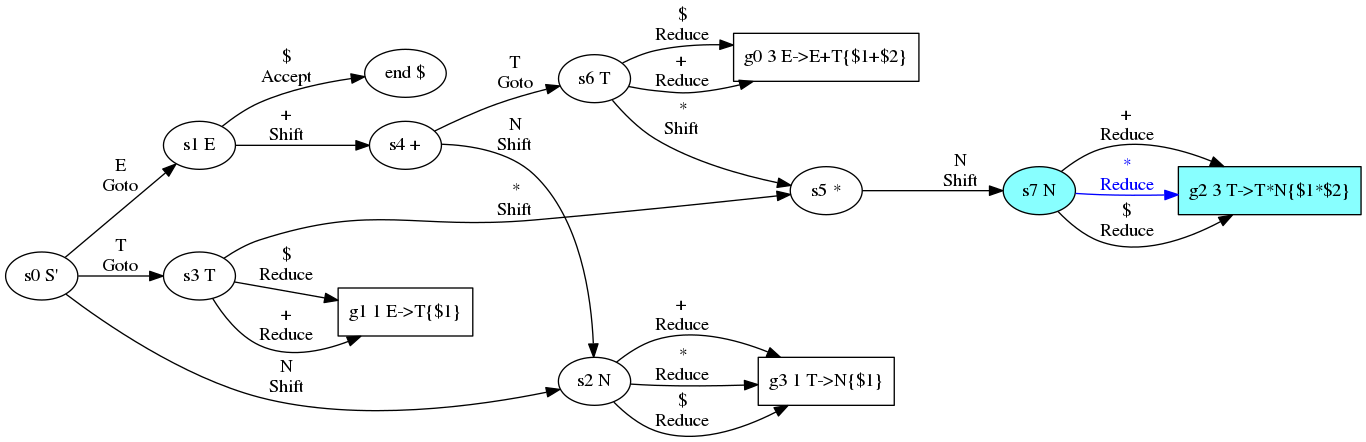 $
Reduce
T
Goto
s6 T
g0 3 E->E+T{$1+$2}
+
Reduce
$
Accept
end $
*
Shift
+
Shift
N
Shift
s1 E
s4 +
E
Goto
*
Shift
s5 *
N
Shift
s7 N
+
Reduce
*
Reduce
g2 3 T->T*N{$1*$2}
$
Reduce
s0 S'
T
Goto
s3 T
$
Reduce
g1 1 E->T{$1}
+
Reduce
N
Shift
s2 N
+
Reduce
*
Reduce
g3 1 T->N{$1}
$
Reduce